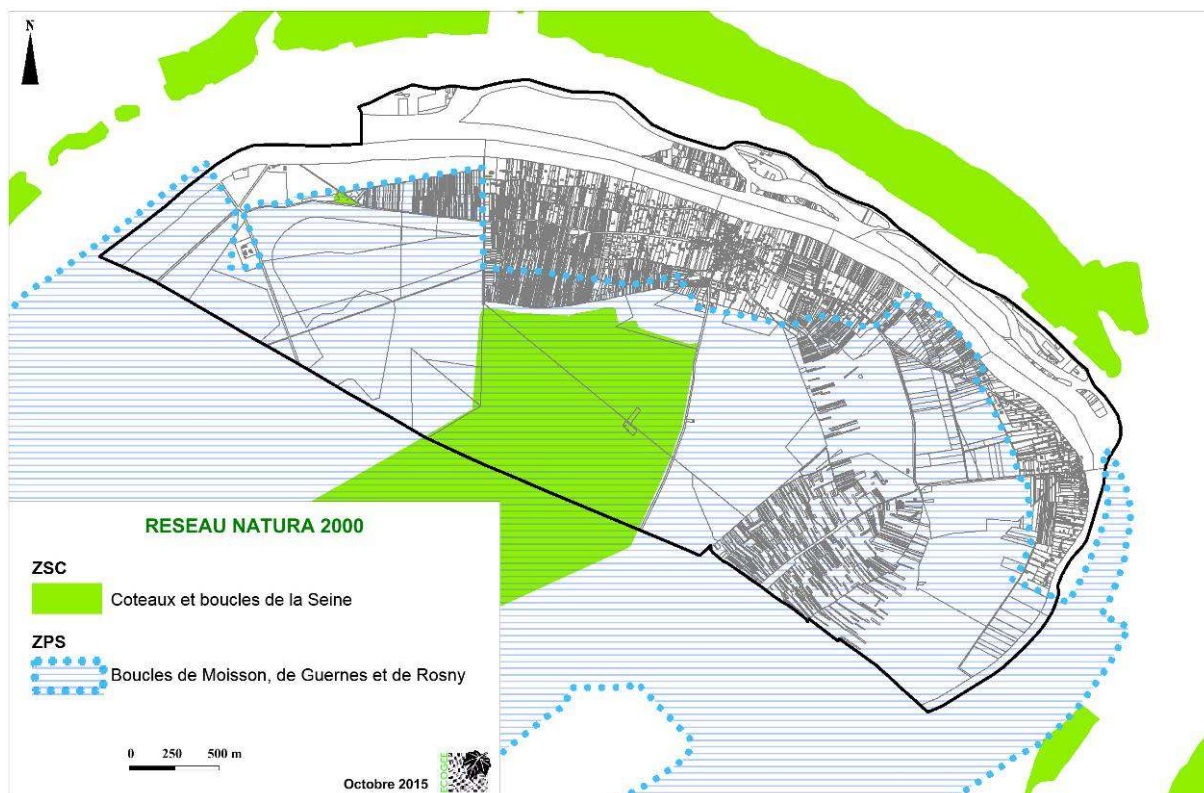 N
RESEAU NATURA 2000
ZSC
Coteaux et boucles de la Seine
ZPS
Boucles de Moisson, de Guernes et de Rosny
0 250 500 m
Octobre 2015
ECOGEE